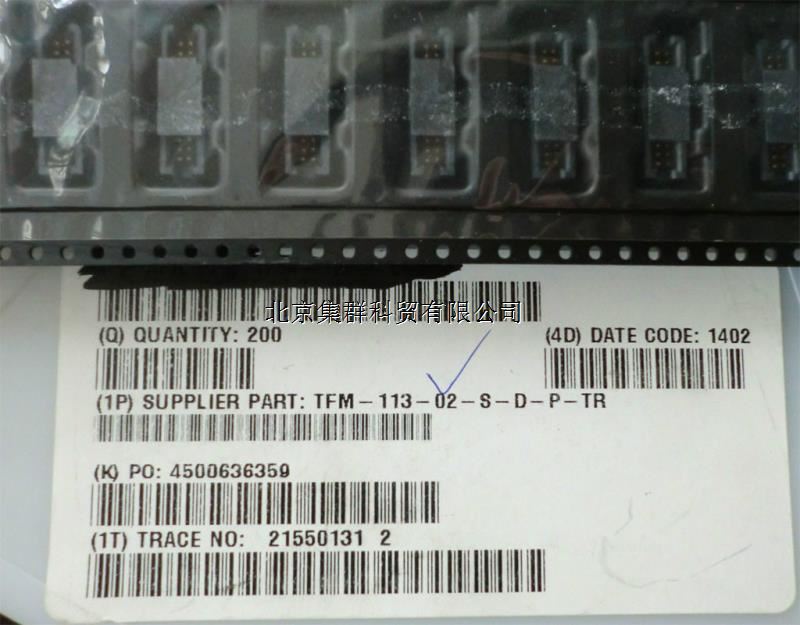 北京集群科贸有限公司
(Q) QUANTITY: 200
(4D) DATE CODE: 1402
(1P) SUPPLIER PART: TFM-113-02-S-D-P-TR
(K) PO: 4500636359
(1T) TRACE NO: 21550131 2